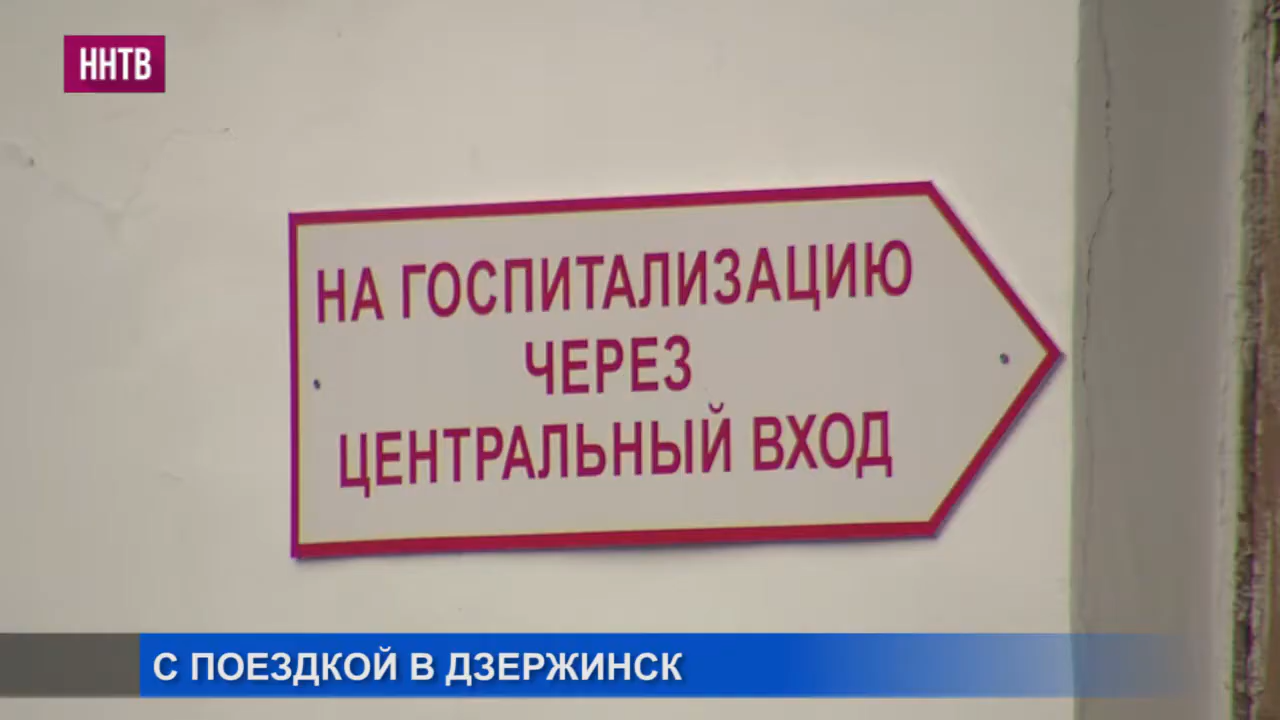 ННТВ
НА ГОСПИТАЛИЗАЦИЮ
ЧЕРЕЗ
ЦЕНТРАЛЬНЫЙ ВХОД
С ПОЕЗДКОЙ В ДЗЕРЖИНСК